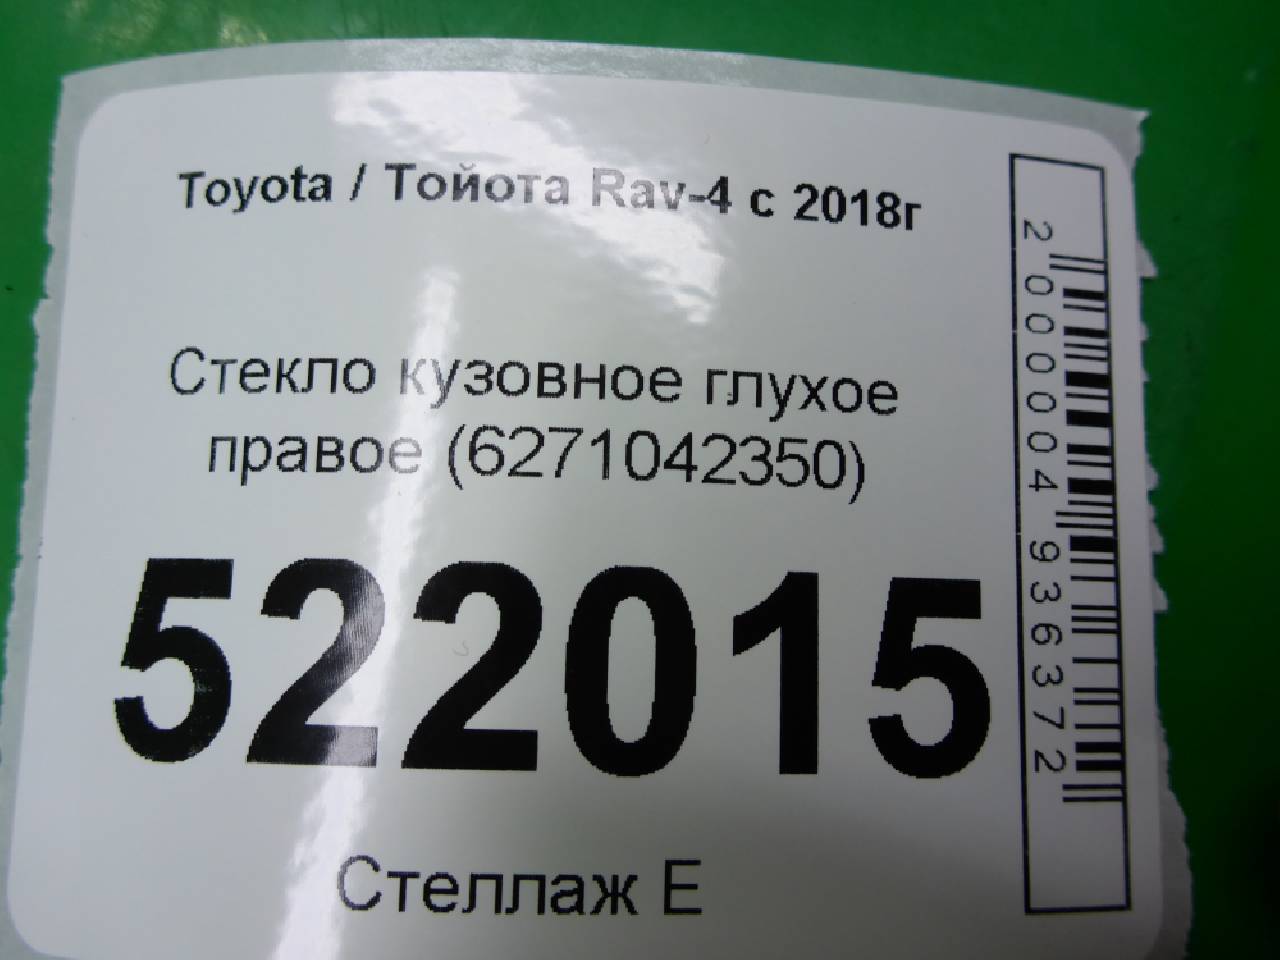 Toyota / Тойота Rav-4 с 2018г
Стекло кузовное глухое
правое (6271042350)
522015
Стеллаж Е
2000004936372